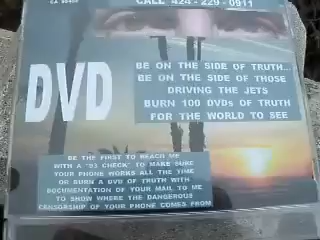 CALL 424 - 229 - 0911
DVD
BE ON THE SIDE OF TRUTH...
BE ON THE SIDE OF THOSE
DRIVING THE JETS
BURN 100 DVDs OF TRUTH
FOR THE WORLD TO SEE
BE THE FIRST TO REACH ME
WITH A "93 CHECK" TO MAKE SURE
YOUR PHONE WORKS ALL THE TIME
OR BURN A DVD OF TRUTH WITH
DOCUMENTATION OF YOUR MAIL TO ME
TO SHOW WHERE THE DANGEROUS
CENSORSHIP OF YOUR PHONE COMES FROM